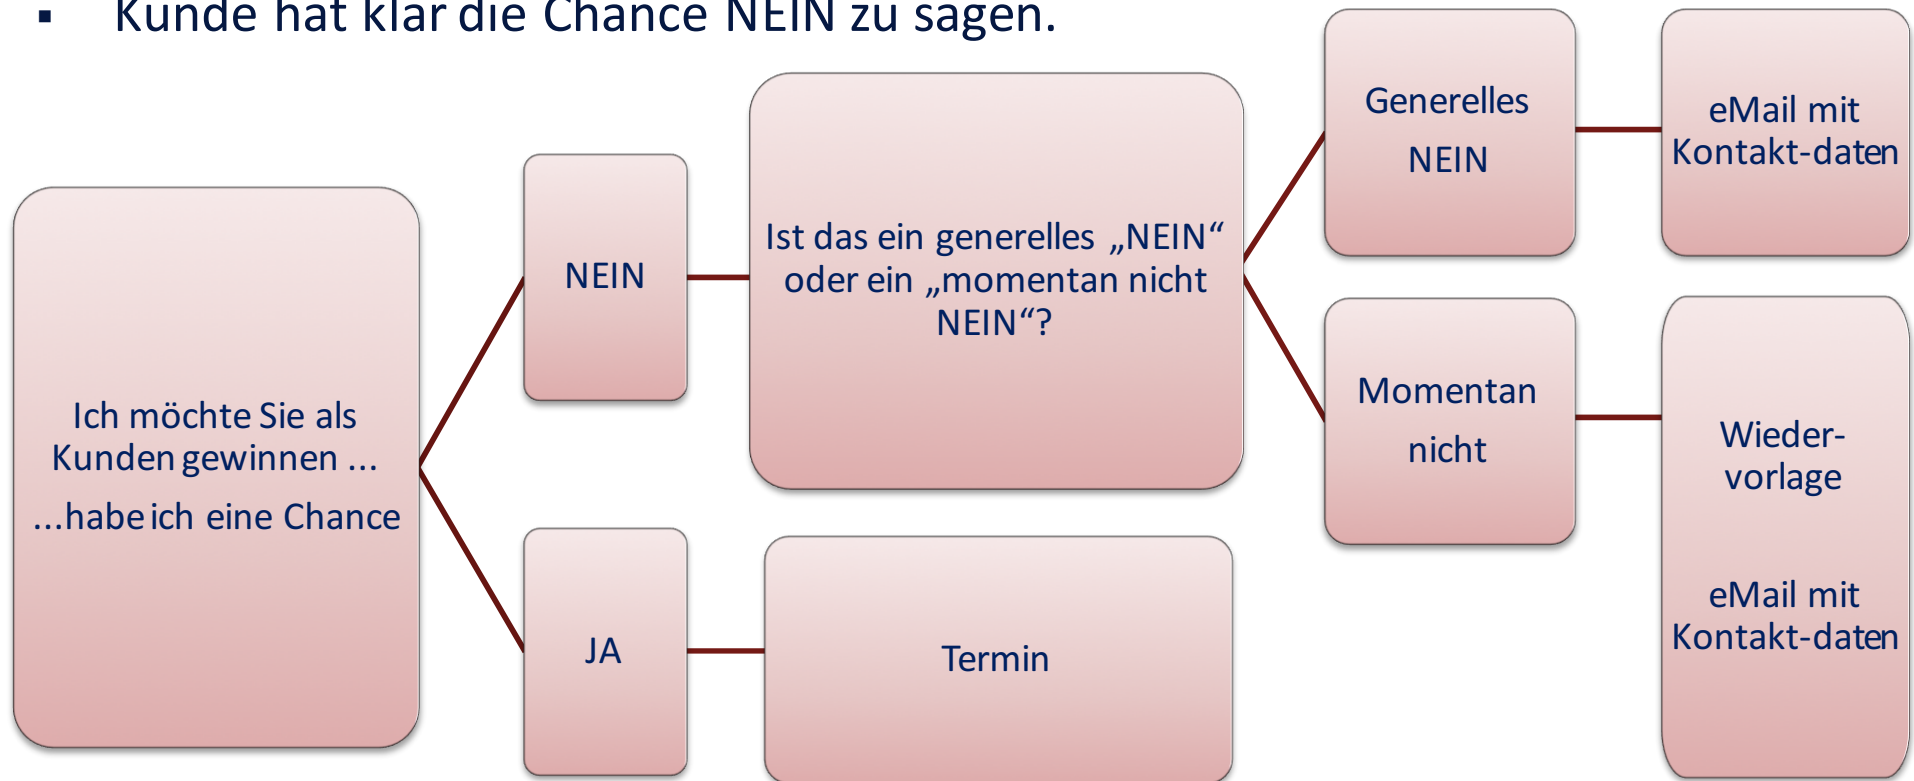 ▪ Kunde hat klar die Chance NEIN zu sagen.
Ich möchte Sie als
Kunden gewinnen ...
...habe ich eine Chance
NEIN
JA
Ist das ein generelles „NEIN“
oder ein „momentan nicht
NEIN“?
Termin
Generelles
NEIN
Momentan
nicht
eMail mit
Kontakt-daten
Wieder-
vorlage
eMail mit
Kontakt-daten